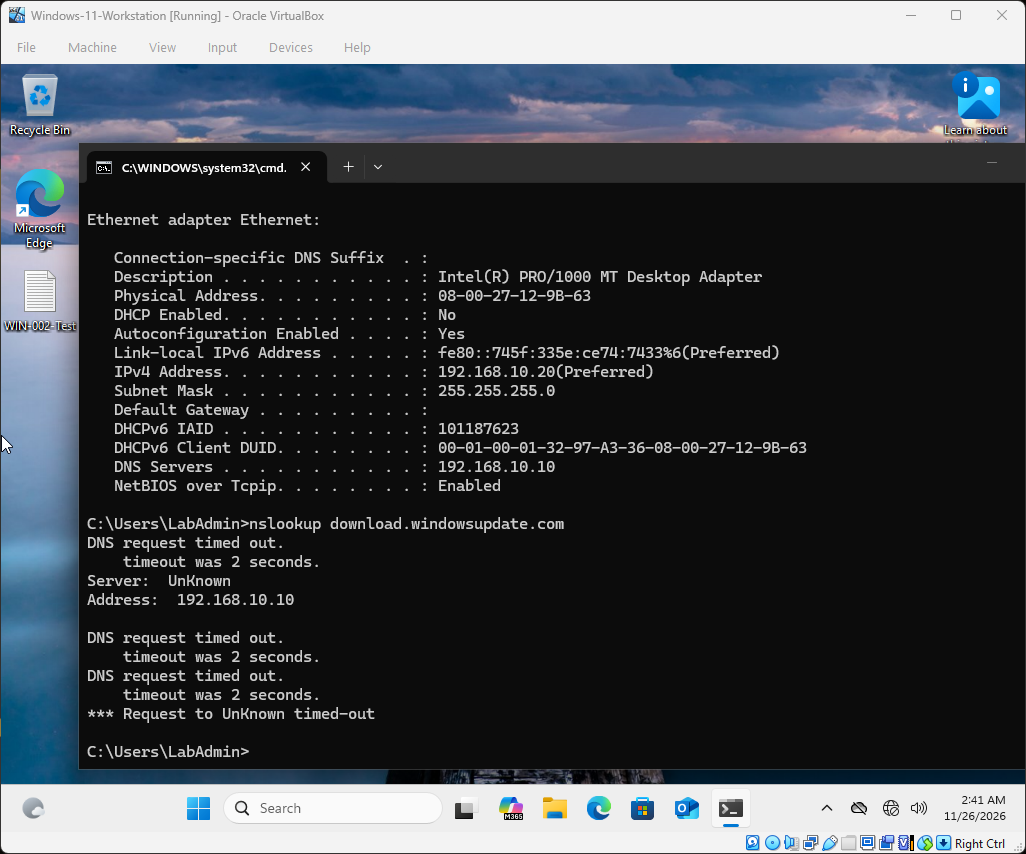 Windows-11-Workstation [Running] - Oracle VirtualBox
File Machine View Input Devices Help
Recycle Bin
Learn about
Microsoft
Edge
WIN-002-Test
C:\WINDOWS\system32\cmd.
Ethernet adapter Ethernet:
Connection-specific DNS Suffix . :
Description . . . . . . . . . . . : Intel(R) PRO/1000 MT Desktop Adapter
Physical Address. . . . . . . . . : 08-00-27-12-9B-63
DHCP Enabled. . . . . . . . . . . : No
Autoconfiguration Enabled . . . . : Yes
Link-local IPv6 Address . . . . . : fe80::745f:335e:ce74:7433%6(Preferred)
IPv4 Address. . . . . . . . . . . : 192.168.10.20(Preferred)
Subnet Mask . . . . . . . . . . . : 255.255.255.0
Default Gateway . . . . . . . . . :
DHCPv6 IAID . . . . . . . . . . . : 101187623
DHCPv6 Client DUID. . . . . . . . : 00-01-00-01-32-97-A3-36-08-00-27-12-9B-63
DNS Servers . . . . . . . . . . . : 192.168.10.10
NetBIOS over Tcpip. . . . . . . . : Enabled
C:\Users\LabAdmin>nslookup download.windowsupdate.com
DNS request timed out.
timeout was 2 seconds.
Server:  UnKnown
Address:  192.168.10.10
DNS request timed out.
timeout was 2 seconds.
DNS request timed out.
timeout was 2 seconds.
*** Request to UnKnown timed-out
C:\Users\LabAdmin>
Search
M365
2:41 AM
11/26/2026
Right Ctrl